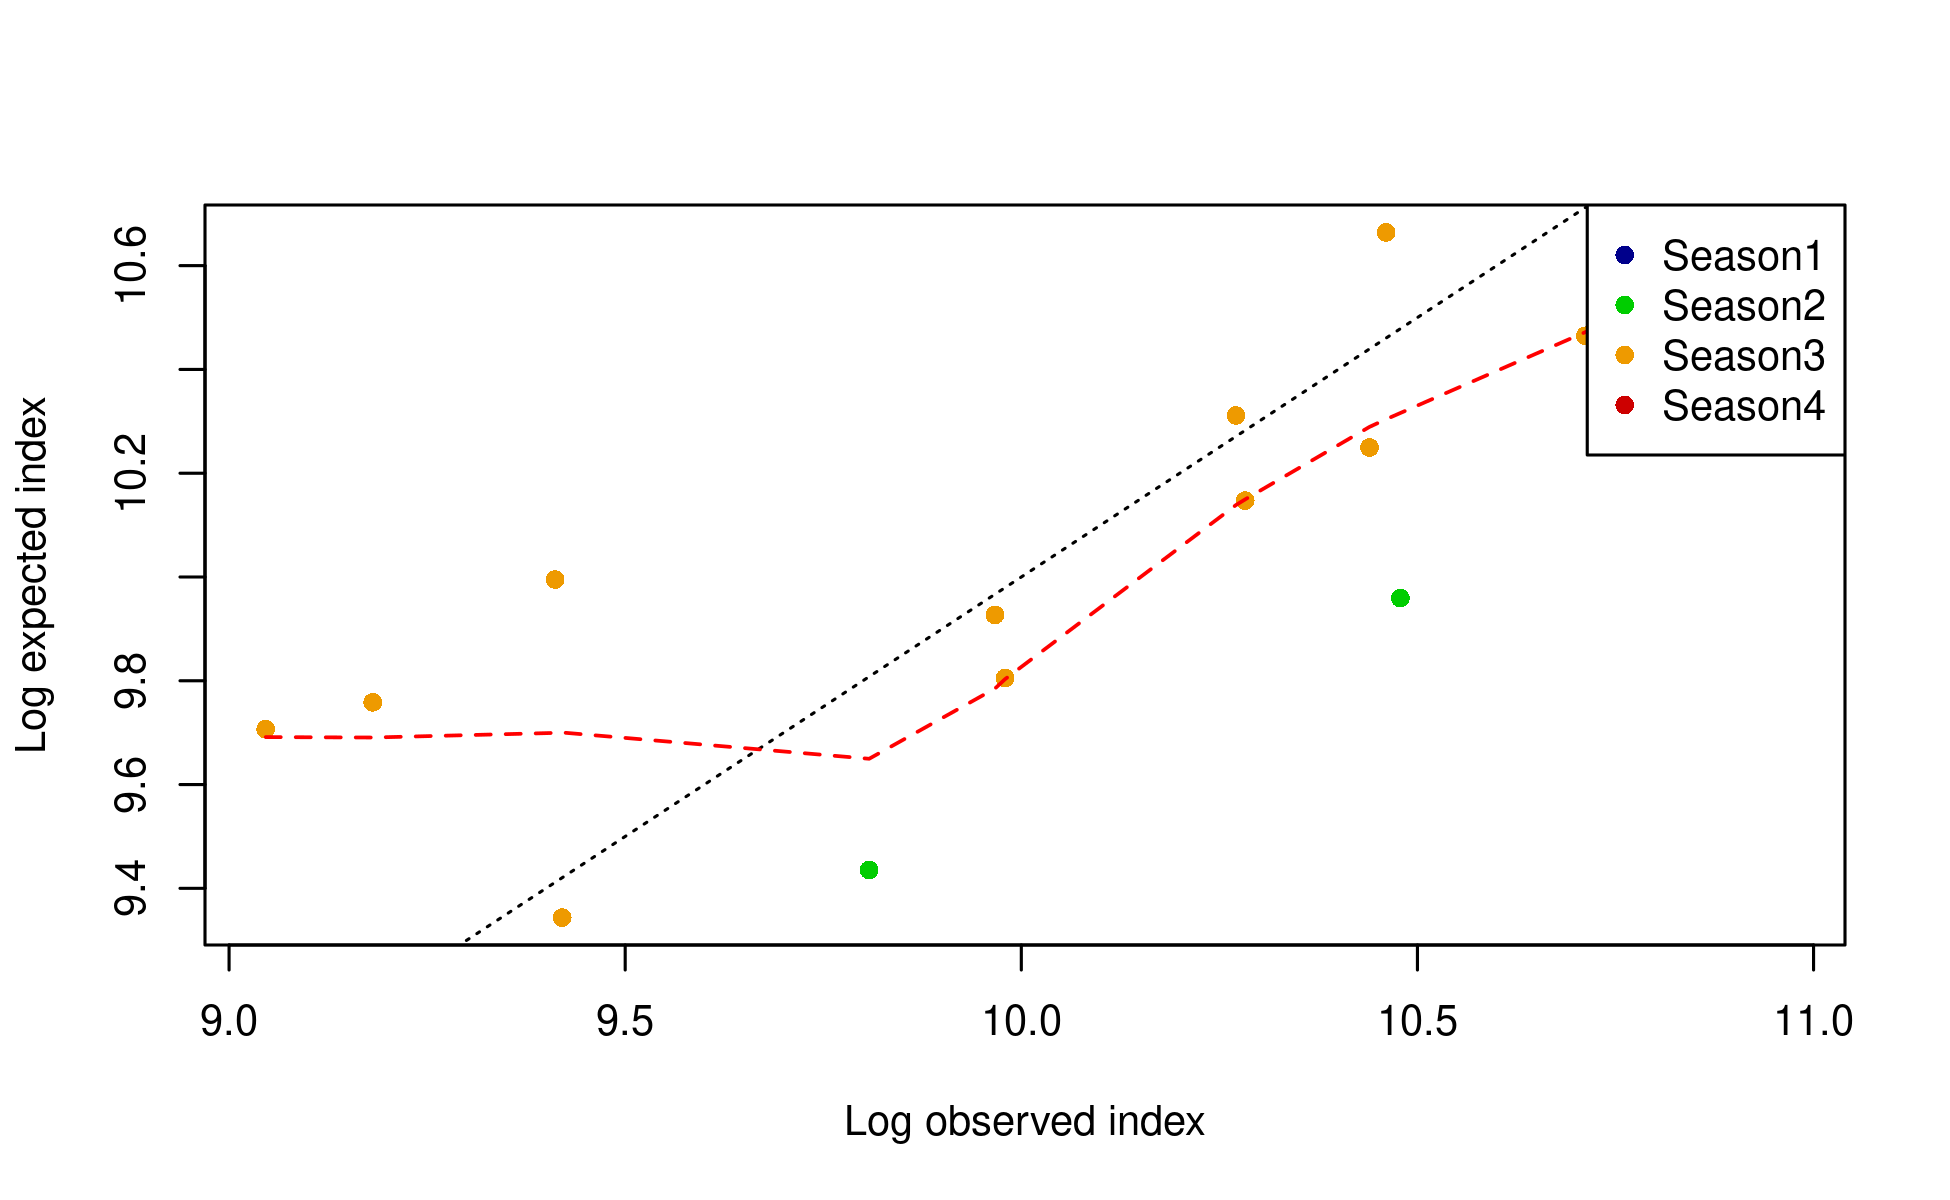 Log expected index
10.6
10.2
9.8
9.6
9.4
Season1
Season2
Season3
Season4
9.0
9.5
10.0
10.5
11.0
Log observed index